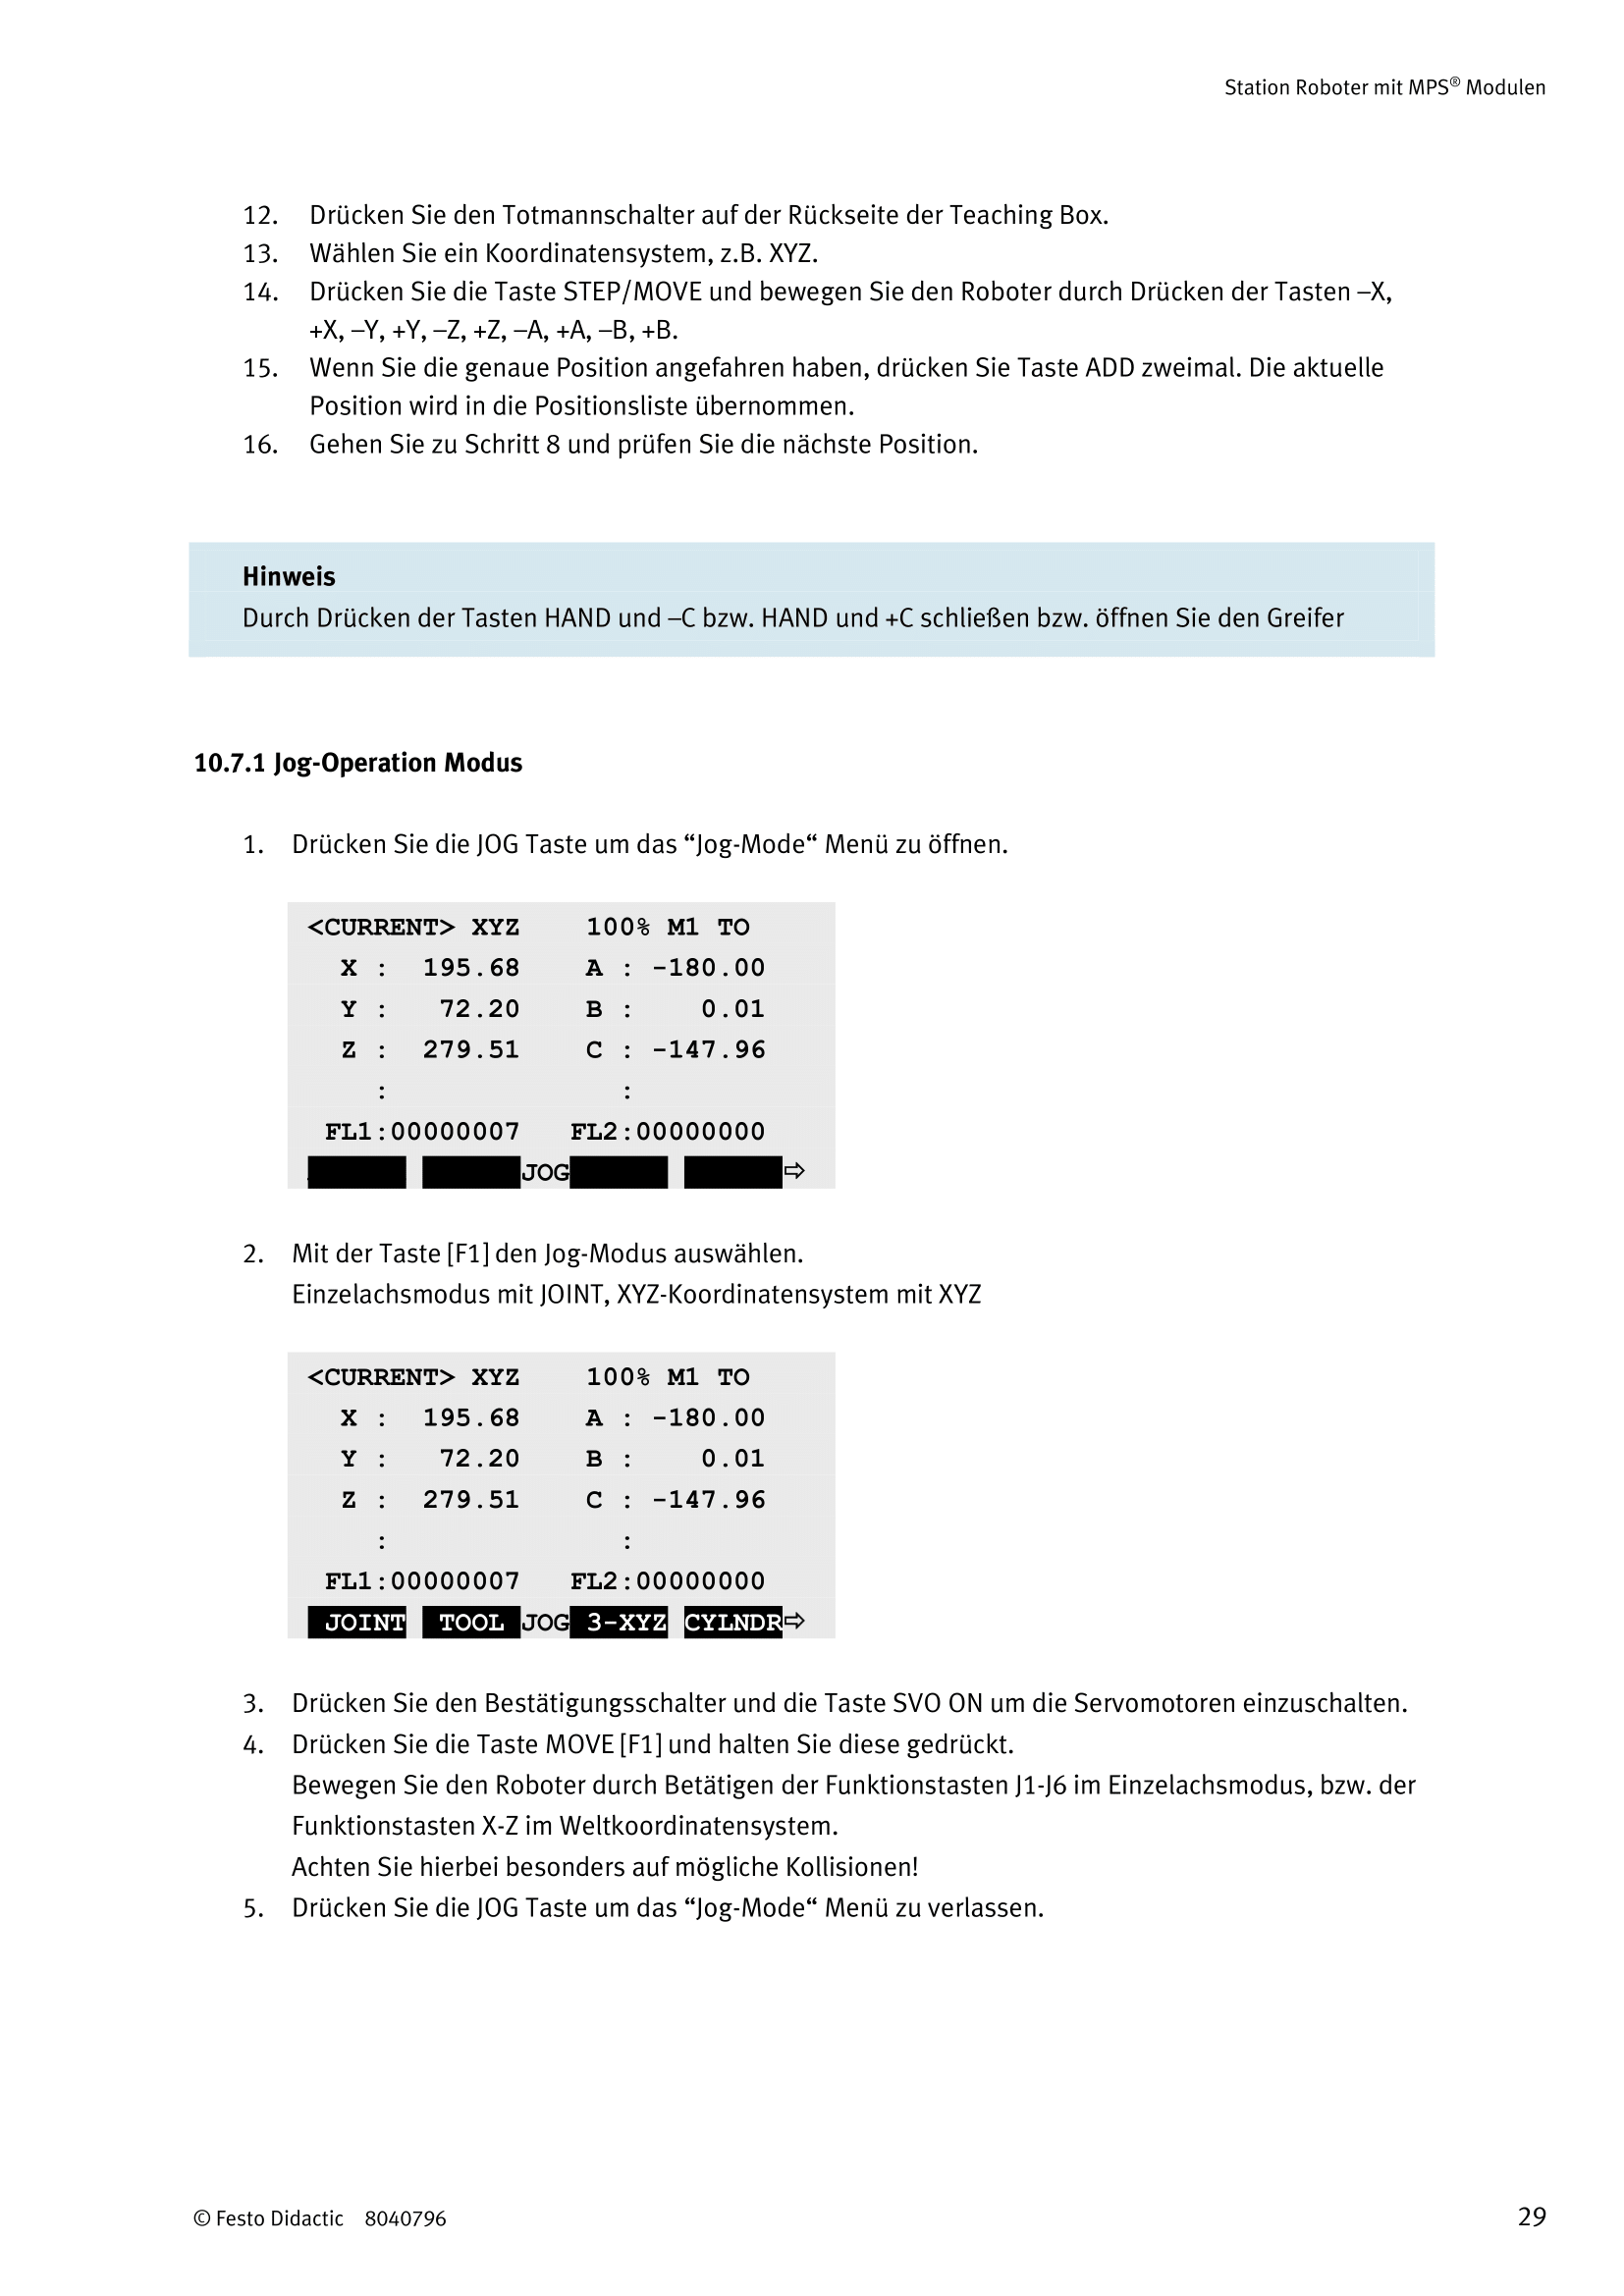 Station Roboter mit MPS® Modulen
12. Drücken Sie den Totmannschalter auf der Rückseite der Teaching Box.
13. Wählen Sie ein Koordinatensystem, z.B. XYZ.
14. Drücken Sie die Taste STEP/MOVE und bewegen Sie den Roboter durch Drücken der Tasten –X,
+X, –Y, +Y, –Z, +Z, –A, +A, –B, +B.
15. Wenn Sie die genaue Position angefahren haben, drücken Sie Taste ADD zweimal. Die aktuelle
Position wird in die Positionsliste übernommen.
16. Gehen Sie zu Schritt 8 und prüfen Sie die nächste Position.
Hinweis
Durch Drücken der Tasten HAND und –C bzw. HAND und +C schließen bzw. öffnen Sie den Greifer
10.7.1 Jog-Operation Modus
1. Drücken Sie die JOG Taste um das “Jog-Mode“ Menü zu öffnen.
<CURRENT> XYZ 100% M1 TO
X : 195.68 A : -180.00
Y : 72.20 B : 0.01
Z : 279.51 C : -147.96
: :
FL1:00000007 FL2:00000000
JOG ⇨
2. Mit der Taste [F1] den Jog-Modus auswählen.
Einzelachsmodus mit JOINT, XYZ-Koordinatensystem mit XYZ
<CURRENT> XYZ 100% M1 TO
X : 195.68 A : -180.00
Y : 72.20 B : 0.01
Z : 279.51 C : -147.96
: :
FL1:00000007 FL2:00000000
JOINT TOOL JOG 3-XYZ CYLNDR⇨
3. Drücken Sie den Bestätigungsschalter und die Taste SVO ON um die Servomotoren einzuschalten.
4. Drücken Sie die Taste MOVE [F1] und halten Sie diese gedrückt.
Bewegen Sie den Roboter durch Betätigen der Funktionstasten J1-J6 im Einzelachsmodus, bzw. der
Funktionstasten X-Z im Weltkoordinatensystem.
Achten Sie hierbei besonders auf mögliche Kollisionen!
5. Drücken Sie die JOG Taste um das “Jog-Mode“ Menü zu verlassen.
© Festo Didactic 8040796
29